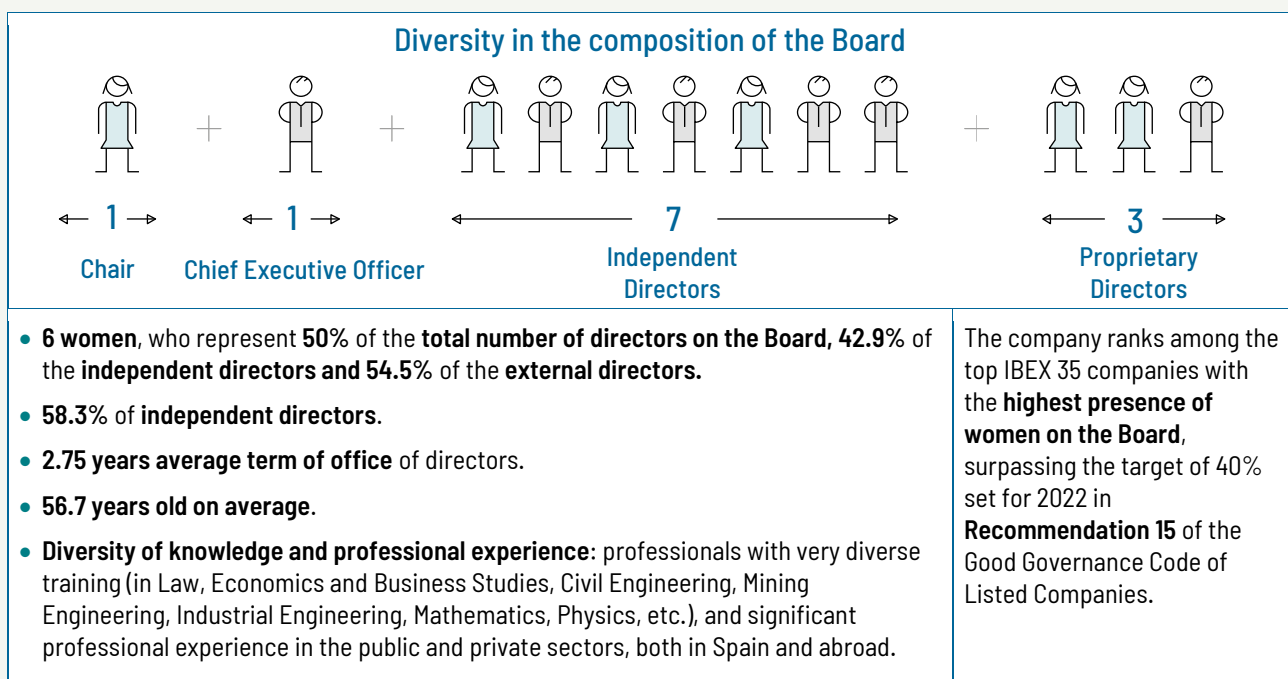 Diversity in the composition of the Board
1
Chair
1
Chief Executive Officer
7
Independent
Directors
3
Proprietary
Directors
• 6 women, who represent 50% of the total number of directors on the Board, 42.9% of
the independent directors and 54.5% of the external directors.
• 58.3% of independent directors.
• 2.75 years average term of office of directors.
• 56.7 years old on average.
• Diversity of knowledge and professional experience: professionals with very diverse
training (in Law, Economics and Business Studies, Civil Engineering, Mining
Engineering, Industrial Engineering, Mathematics, Physics, etc.), and significant
professional experience in the public and private sectors, both in Spain and abroad.
The company ranks among the
top IBEX 35 companies with
the highest presence of
women on the Board,
surpassing the target of 40%
set for 2022 in
Recommendation 15 of the
Good Governance Code of
Listed Companies.